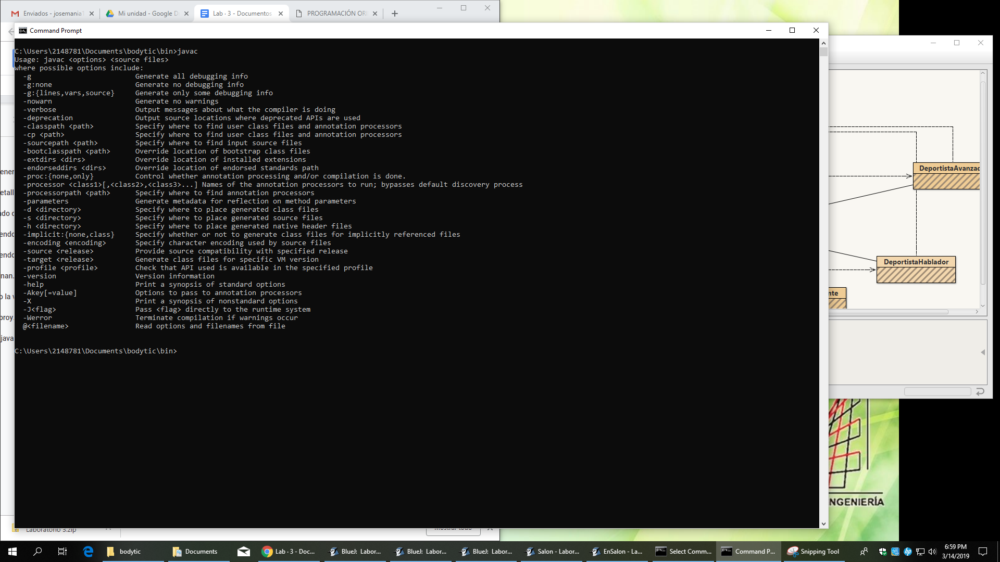 Enviados - josemania
Mi unidad - Google D
Lab · 3 - Documentos
PROGRAMACIÓN OR
Command Prompt
C:\Users\2148781\Documents\bodytic\bin>javac
Usage: javac <options> <source files>
where possible options include:
-g Generate all debugging info
-g:none Generate no debugging info
-g:{lines,vars,source} Generate only some debugging info
-nowarn Generate no warnings
-verbose Output messages about what the compiler is doing
-deprecation Output source locations where deprecated APIs are used
-classpath <path> Specify where to find user class files and annotation processors
-cp <path> Specify where to find user class files and annotation processors
-sourcepath <path> Specify where to find input source files
-bootclasspath <path> Override location of bootstrap class files
-extdirs <dirs> Override location of installed extensions
-endorseddirs <dirs> Override location of endorsed standards path
-proc:{none,only} Control whether annotation processing and/or compilation is done.
-processor <class1>[,<class2>,<class3>...] Names of the annotation processors to run; bypasses default discovery process
-processorpath <path> Specify where to find annotation processors
-parameters Generate metadata for reflection on method parameters
-d <directory> Specify where to place generated class files
-s <directory> Specify where to place generated source files
-h <directory> Specify where to place generated native header files
-implicit:{none,class} Specify whether or not to generate class files for implicitly referenced files
-encoding <encoding> Specify character encoding used by source files
-source <release> Provide source compatibility with specified release
-target <release> Generate class files for specific VM version
-profile <profile> Check that API used is available in the specified profile
-version Version information
-help Print a synopsis of standard options
-Akey[=value] Options to pass to annotation processors
-X Print a synopsis of nonstandard options
-J<flag> Pass <flag> directly to the runtime system
-Werror Terminate compilation if warnings occur
@<filename> Read options and filenames from file
C:\Users\2148781\Documents\bodytic\bin>
ener
etall
ado c
endo
endo
nan.
o la v
proy
java
DeportistaAvanzad
DeportistaHablador
nte
NGENIERÍA
Laboratorio 3.zip
Mostrar todo
bodytic
Documents
Lab · 3 - Doc...
BlueJ: Labor...
BlueJ: Labor...
BlueJ: Labor...
Salon - Labor...
EnSalon - La...
Select Comm...
Command P...
Snipping Tool
6:59 PM
3/14/2019